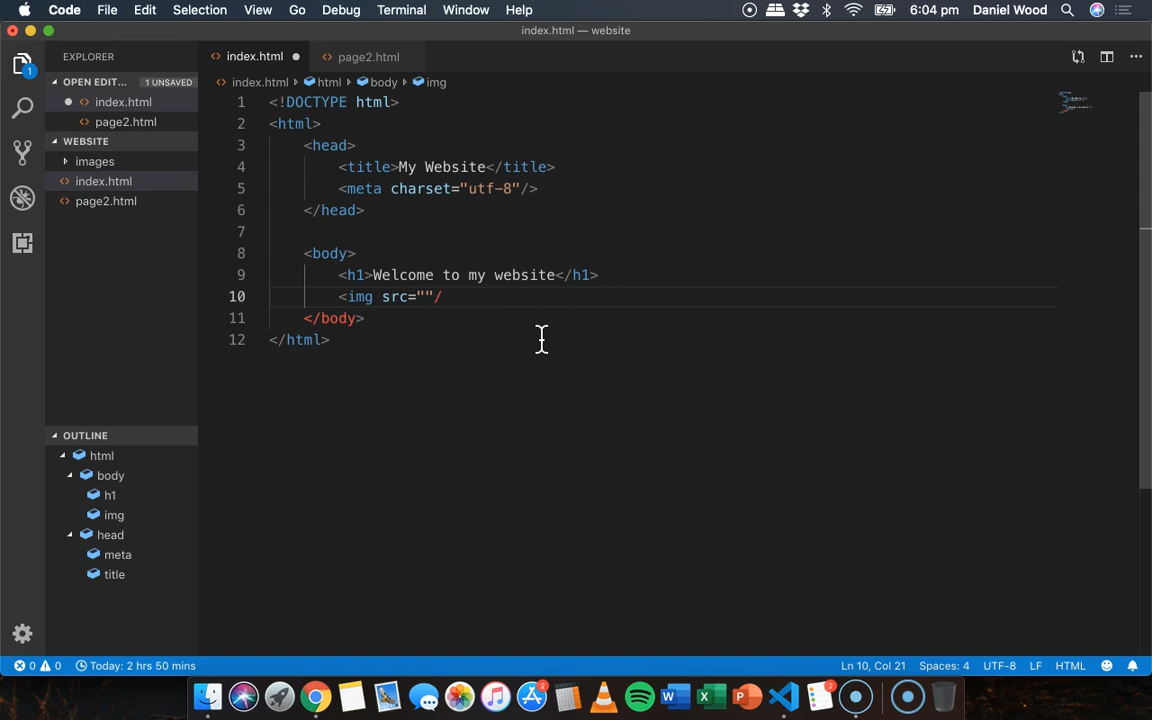 Code File Edit Selection View Go Debug Terminal Window Help 6:04 pm Daniel Wood
index.html — website
EXPLORER
index.html
page2.html
OPEN EDIT... 1 UNSAVED
index.html > html > body > img
index.html
page2.html
WEBSITE
images
index.html
page2.html
1 <!DOCTYPE html>
2 <html>
3 <head>
4 <title>My Website</title>
5 <meta charset="utf-8"/>
6 </head>
7
8 <body>
9 <h1>Welcome to my website</h1>
10 <img src=""/
11 </body>
12 </html>
OUTLINE
html
body
h1
img
head
meta
title
0 0 Today: 2 hrs 50 mins Ln 10, Col 21 Spaces: 4 UTF-8 LF HTML